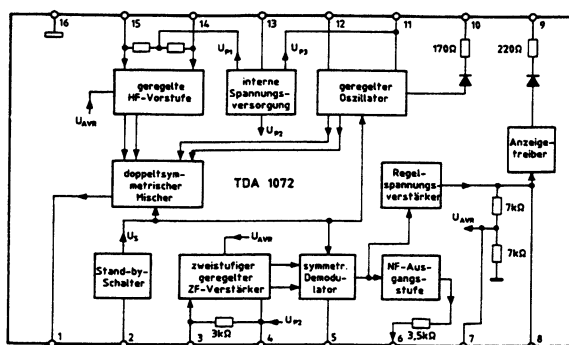 16
15
14
13
12
11
10
9
170Ω
220Ω
U_P1
U_P3
geregelte
HF-Vorstufe
interne
Spannungs-
versorgung
geregelter
Oszillator
U_AVR
U_P2
Anzeige-
treiber
doppeltsym-
metrischer
Mischer
TDA 1072
Regel-
spannungs-
verstärker
7kΩ
U_AVR
7kΩ
U_S
U_AVR
Stand-by-
Schalter
zweistufiger
geregelter
ZF-Verstärker
symmetr.
Demodu-
lator
NF-Aus-
gangs-
stufe
3kΩ
U_P2
3,5kΩ
1
2
3
4
5
6
7
8